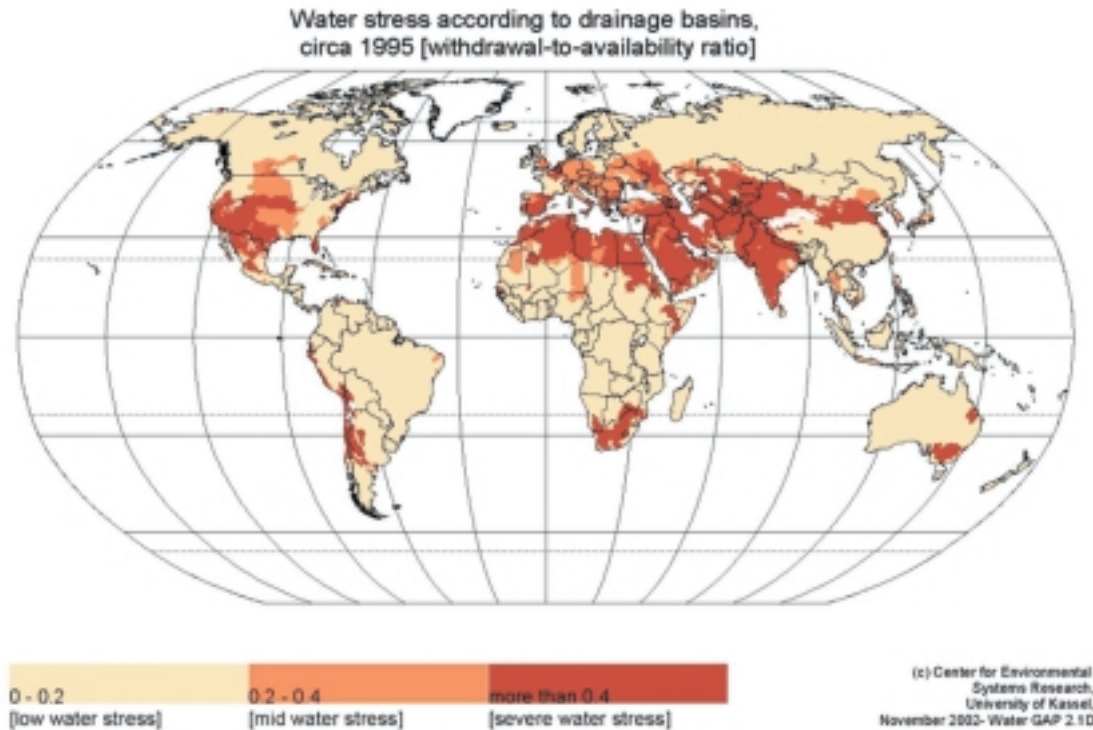 Water stress according to drainage basins,
circa 1995 [withdrawal-to-availability ratio]
0 - 0.2
0.2 - 0.4
more than 0.4
[low water stress]
[mid water stress]
[severe water stress]
(c) Center for Environmental
Systems Research,
University of Kassel,
November 2002- Water GAP 2.1D